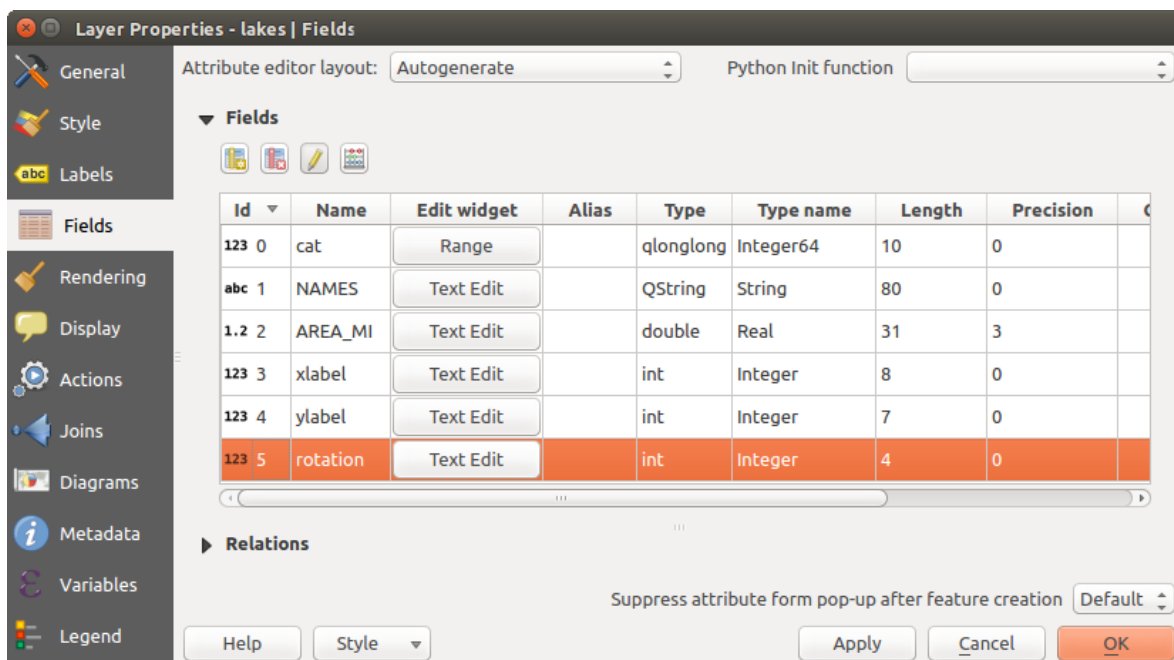 Layer Properties - lakes | Fields
General
Style
abc Labels
Fields
Rendering
Display
Actions
Joins
Diagrams
Metadata
Variables
Legend
Attribute editor layout: Autogenerate Python Init function
Fields
Id Name Edit widget Alias Type Type name Length Precision
123 0 cat Range qlonglong Integer64 10 0
abc 1 NAMES Text Edit QString String 80 0
1.2 2 AREA_MI Text Edit double Real 31 3
123 3 xlabel Text Edit int Integer 8 0
123 4 ylabel Text Edit int Integer 7 0
123 5 rotation Text Edit int Integer 4 0
Relations
Suppress attribute form pop-up after feature creation Default
Help Style Apply Cancel OK